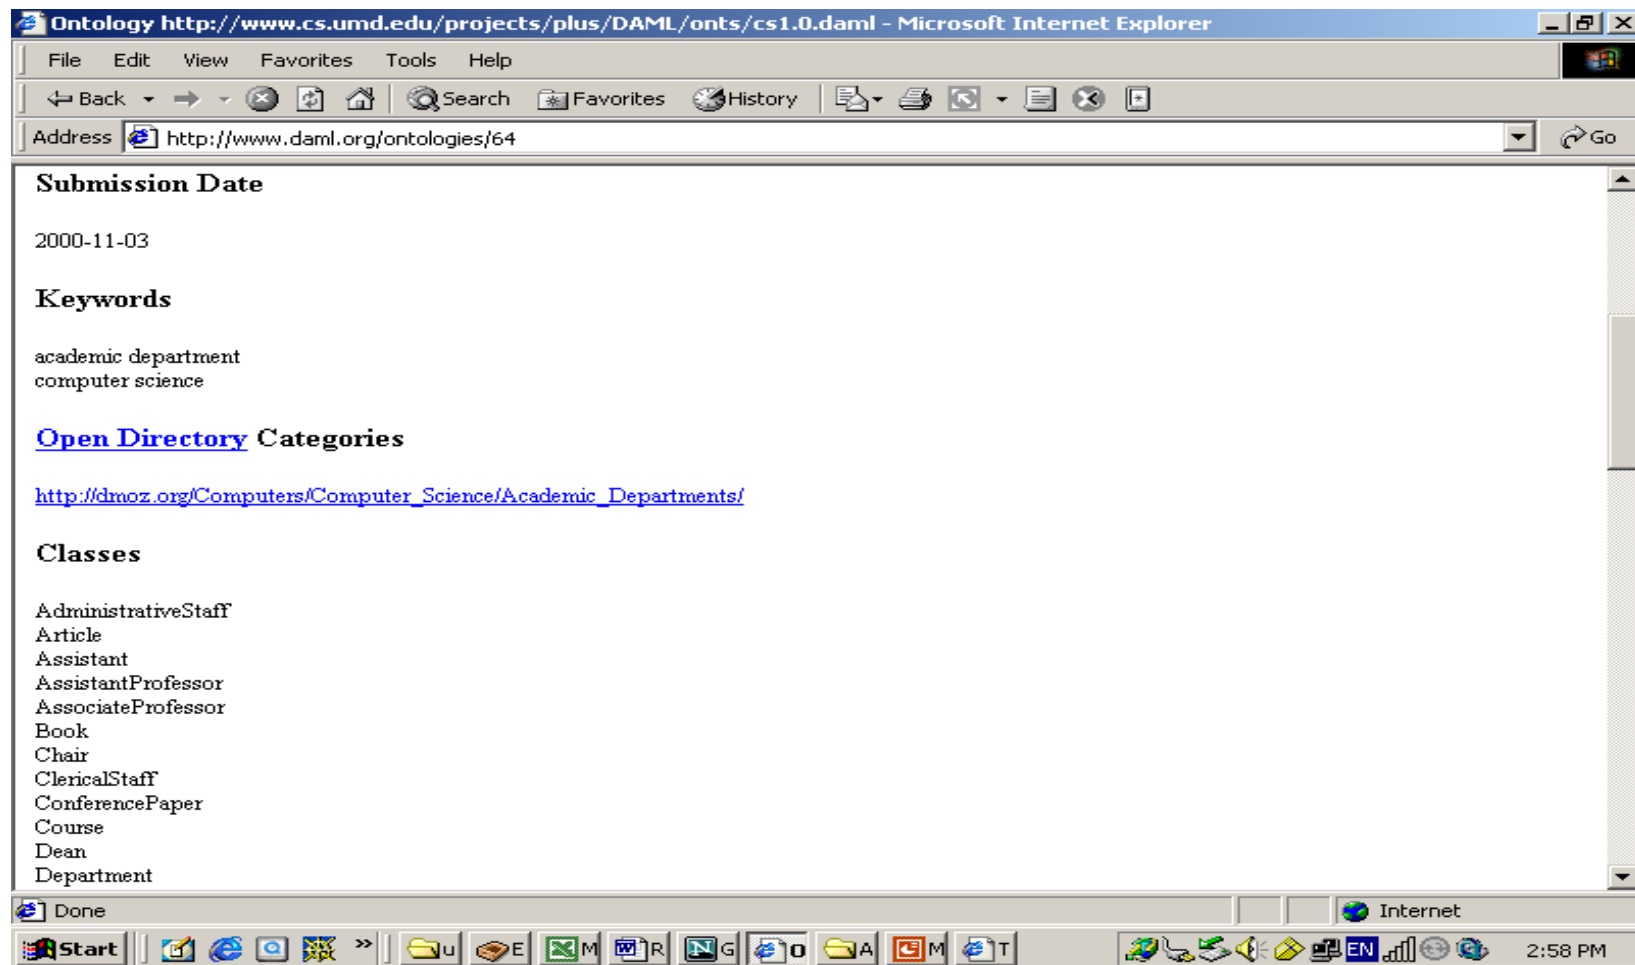 Ontology http://www.cs.umd.edu/projects/plus/DAML/onts/cs1.0.daml - Microsoft Internet Explorer
File Edit View Favorites Tools Help
Back Search Favorites History
Address http://www.daml.org/ontologies/64 Go
Submission Date
2000-11-03
Keywords
academic department
computer science
Open Directory Categories
http://dmoz.org/Computers/Computer_Science/Academic_Departments/
Classes
AdministrativeStaff
Article
Assistant
AssistantProfessor
AssociateProfessor
Book
Chair
ClericalStaff
ConferencePaper
Course
Dean
Department
Done Internet
Start » u E M R G O A M T EN 2:58 PM